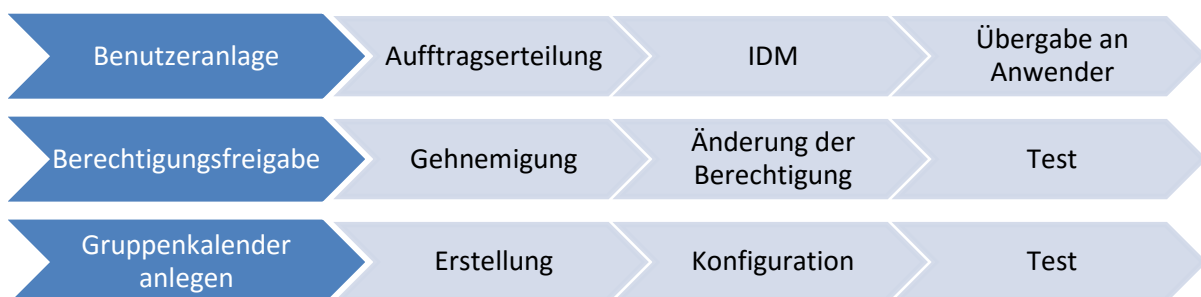 Benutzeranlage
Aufftragserteilung
IDM
Übergabe an
Anwender
Berechtigungsfreigabe
Gehnemigung
Änderung der
Berechtigung
Test
Gruppenkalender
anlegen
Erstellung
Konfiguration
Test